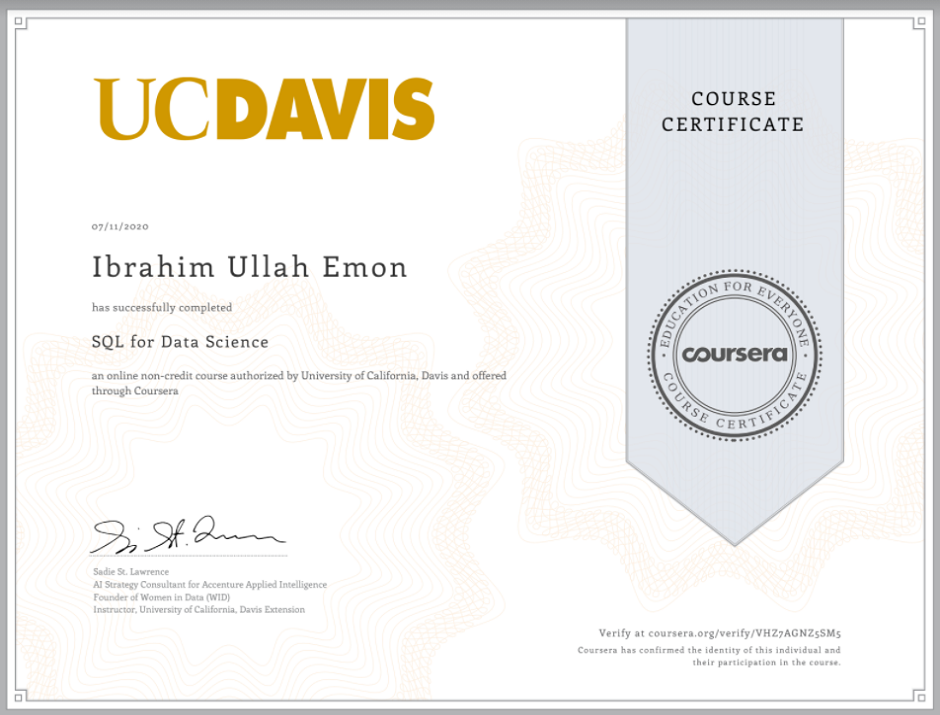 UCDAVIS
COURSE
CERTIFICATE
07/11/2020
Ibrahim Ullah Emon
has successfully completed
SQL for Data Science
an online non-credit course authorized by University of California, Davis and offered
through Coursera
EDUCATION FOR EVERYONE
coursera
COURSE CERTIFICATE
Sadie St. Lawrence
AI Strategy Consultant for Accenture Applied Intelligence
Founder of Women in Data (WID)
Instructor, University of California, Davis Extension
Verify at coursera.org/verify/VHZ7AGNZ5SM5
Coursera has confirmed the identity of this individual and
their participation in the course.